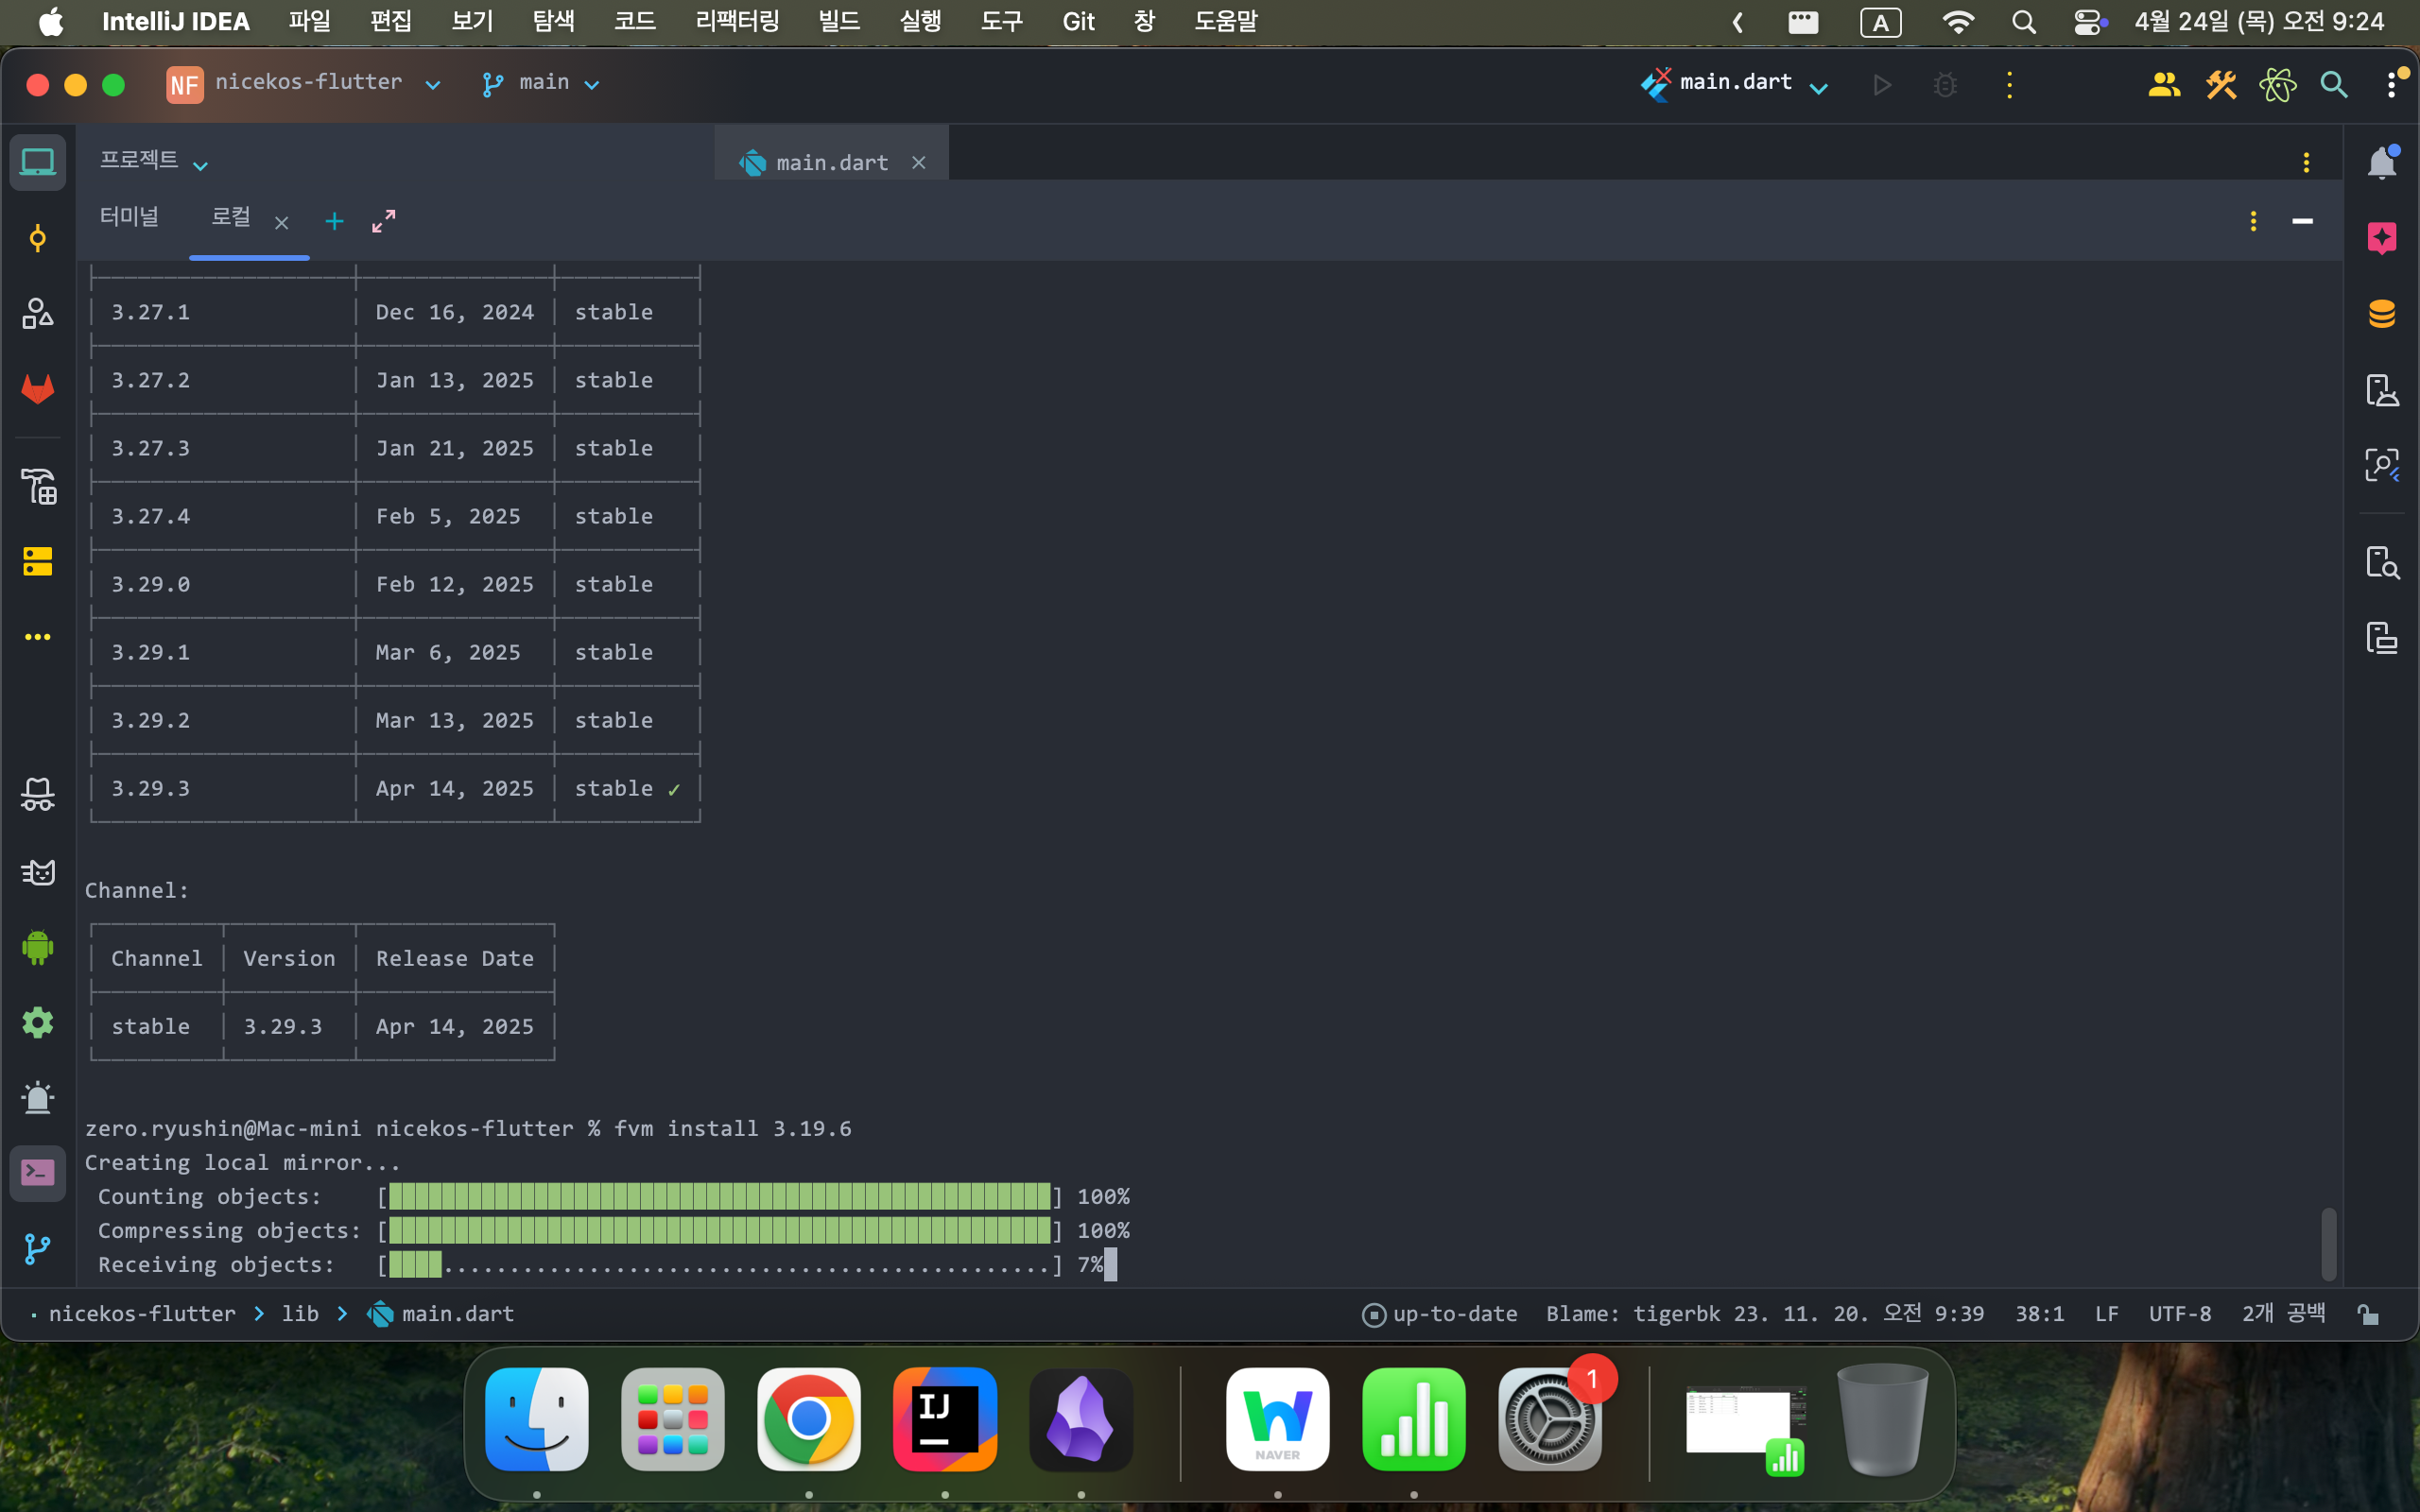 IntelliJ IDEA 파일 편집 보기 탐색 코드 리팩터링 빌드 실행 도구 Git 창 도움말 A 4월 24일 (목) 오전 9:24
NF nicekos-flutter main main.dart
프로젝트 main.dart
터미널 로컬
3.27.1 Dec 16, 2024 stable
3.27.2 Jan 13, 2025 stable
3.27.3 Jan 21, 2025 stable
3.27.4 Feb 5, 2025 stable
3.29.0 Feb 12, 2025 stable
3.29.1 Mar 6, 2025 stable
3.29.2 Mar 13, 2025 stable
3.29.3 Apr 14, 2025 stable ✓
Channel:
Channel Version Release Date
stable 3.29.3 Apr 14, 2025
zero.ryushin@Mac-mini nicekos-flutter % fvm install 3.19.6
Creating local mirror...
Counting objects: [] 100%
Compressing objects: [] 100%
Receiving objects: [..............................................] 7%
nicekos-flutter > lib > main.dart up-to-date Blame: tigerbk 23. 11. 20. 오전 9:39 38:1 LF UTF-8 2개 공백
IJ
NAVER
1